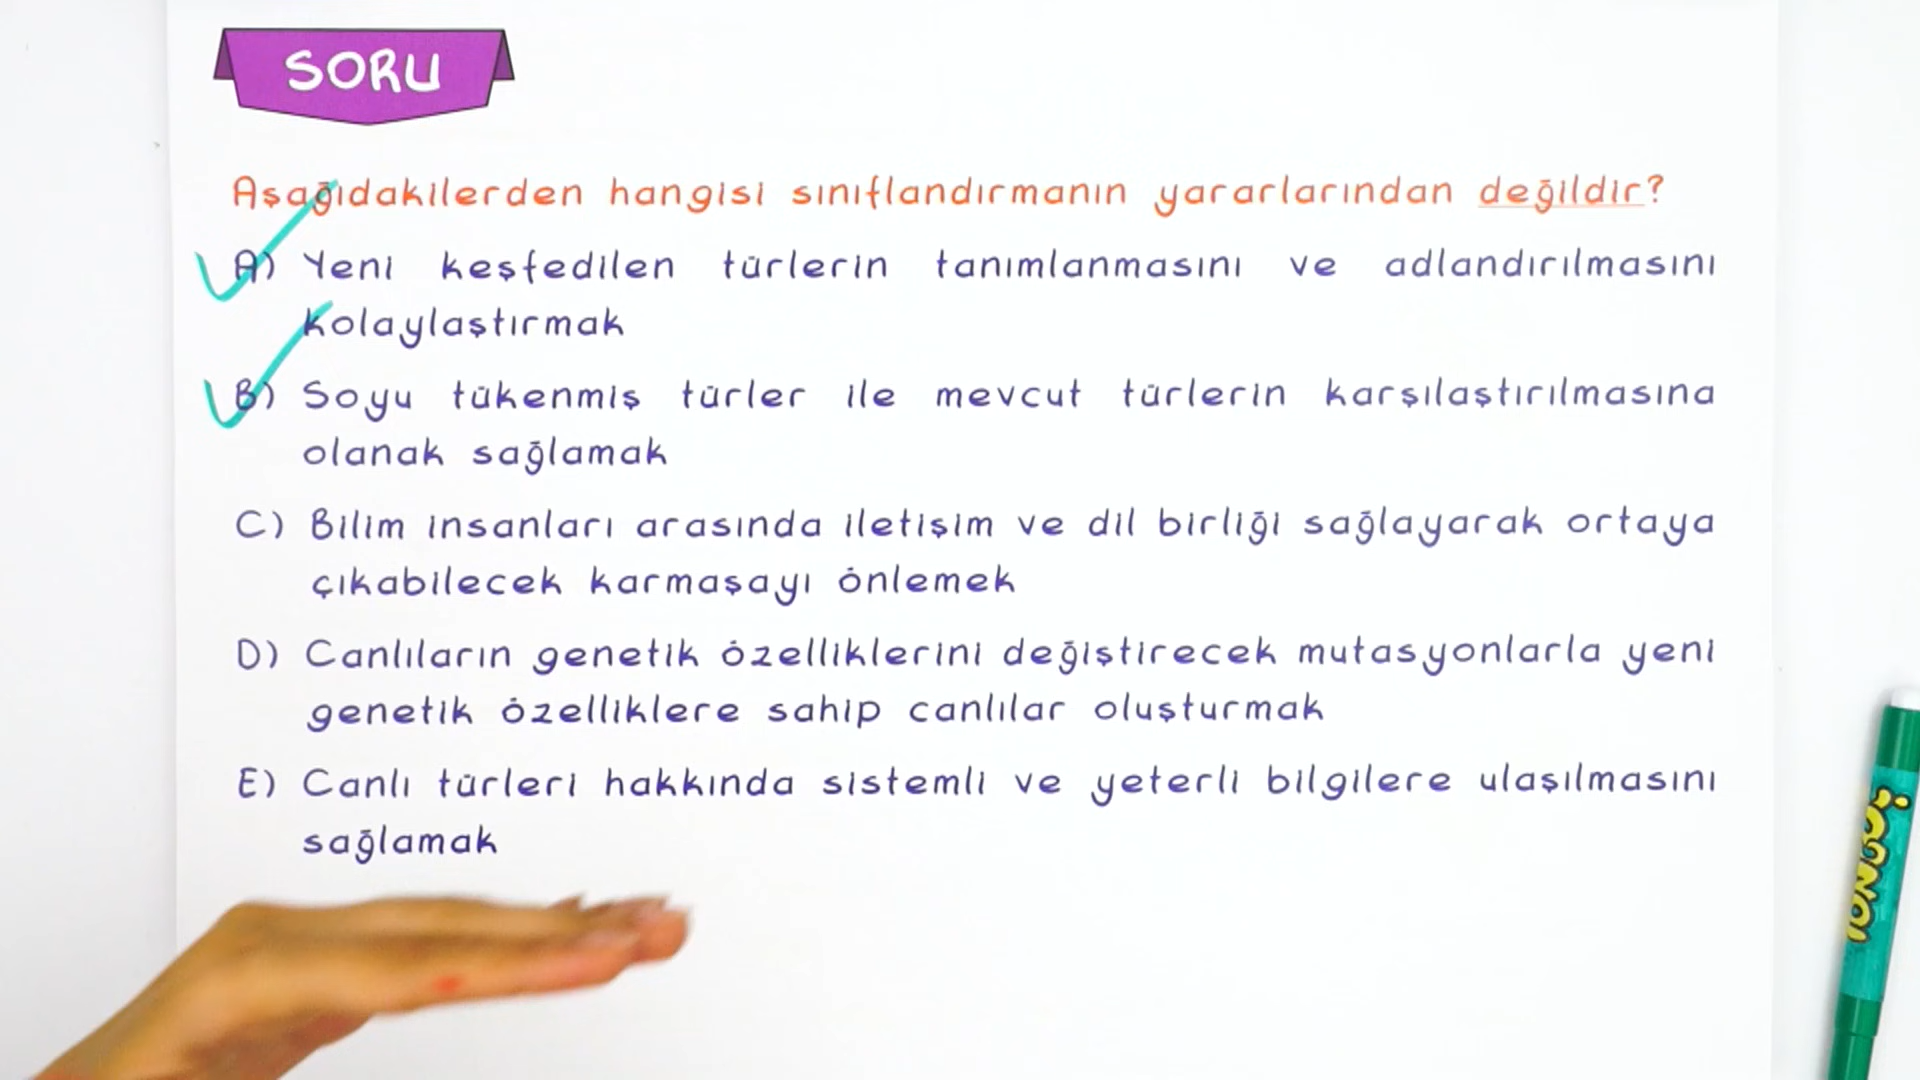 SORU
Aşağıdakilerden hangisi sınıflandırmanın yararlarından değildir?
A) Yeni keşfedilen türlerin tanımlanmasını ve adlandırılmasını
kolaylaştırmak
B) Soyu tükenmiş türler ile mevcut türlerin karşılaştırılmasına
olanak sağlamak
C) Bilim insanları arasında iletişim ve dil birliği sağlayarak ortaya
çıkabilecek karmaşayı önlemek
D) Canlıların genetik özelliklerini değiştirecek mutasyonlarla yeni
genetik özelliklere sahip canlılar oluşturmak
E) Canlı türleri hakkında sistemli ve yeterli bilgilere ulaşılmasını
sağlamak